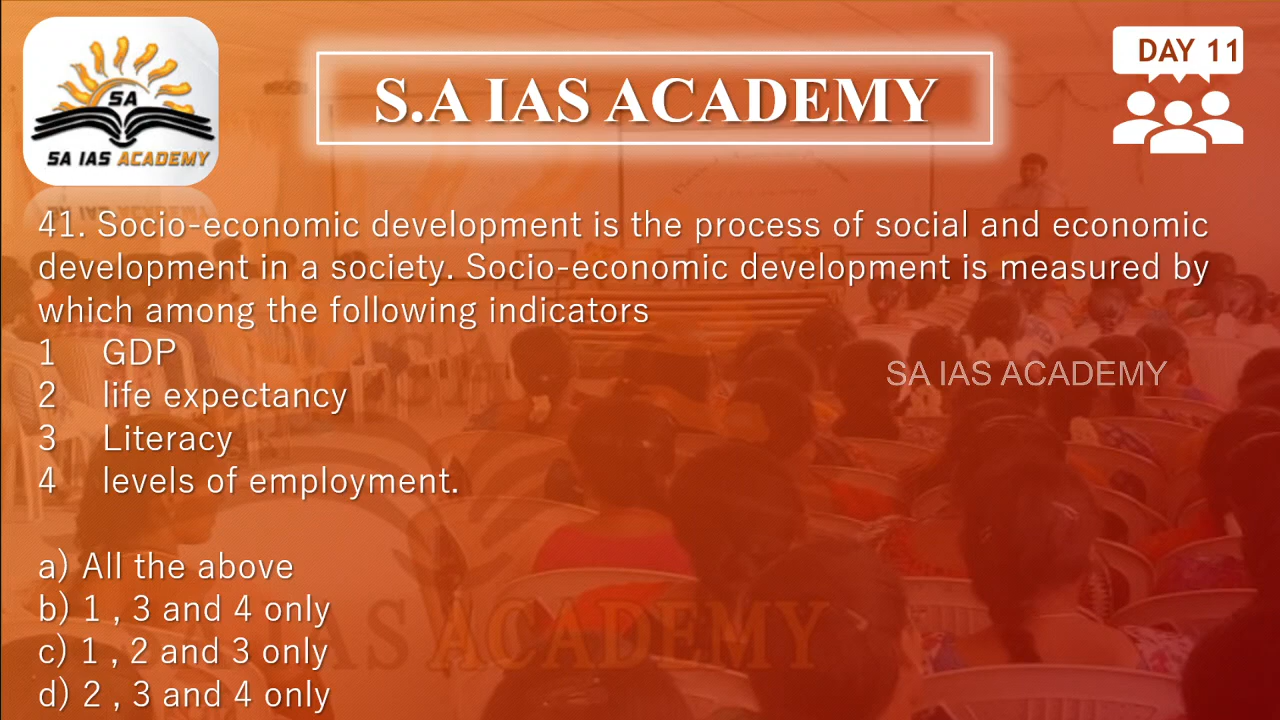 S.A IAS ACADEMY
DAY 11
SA
SA IAS ACADEMY
41. Socio-economic development is the process of social and economic
development in a society. Socio-economic development is measured by
which among the following indicators
1 GDP
2 life expectancy
3 Literacy
4 levels of employment.
SA IAS ACADEMY
a) All the above
b) 1 , 3 and 4 only
c) 1 , 2 and 3 only
d) 2 , 3 and 4 only
IAS ACADEMY